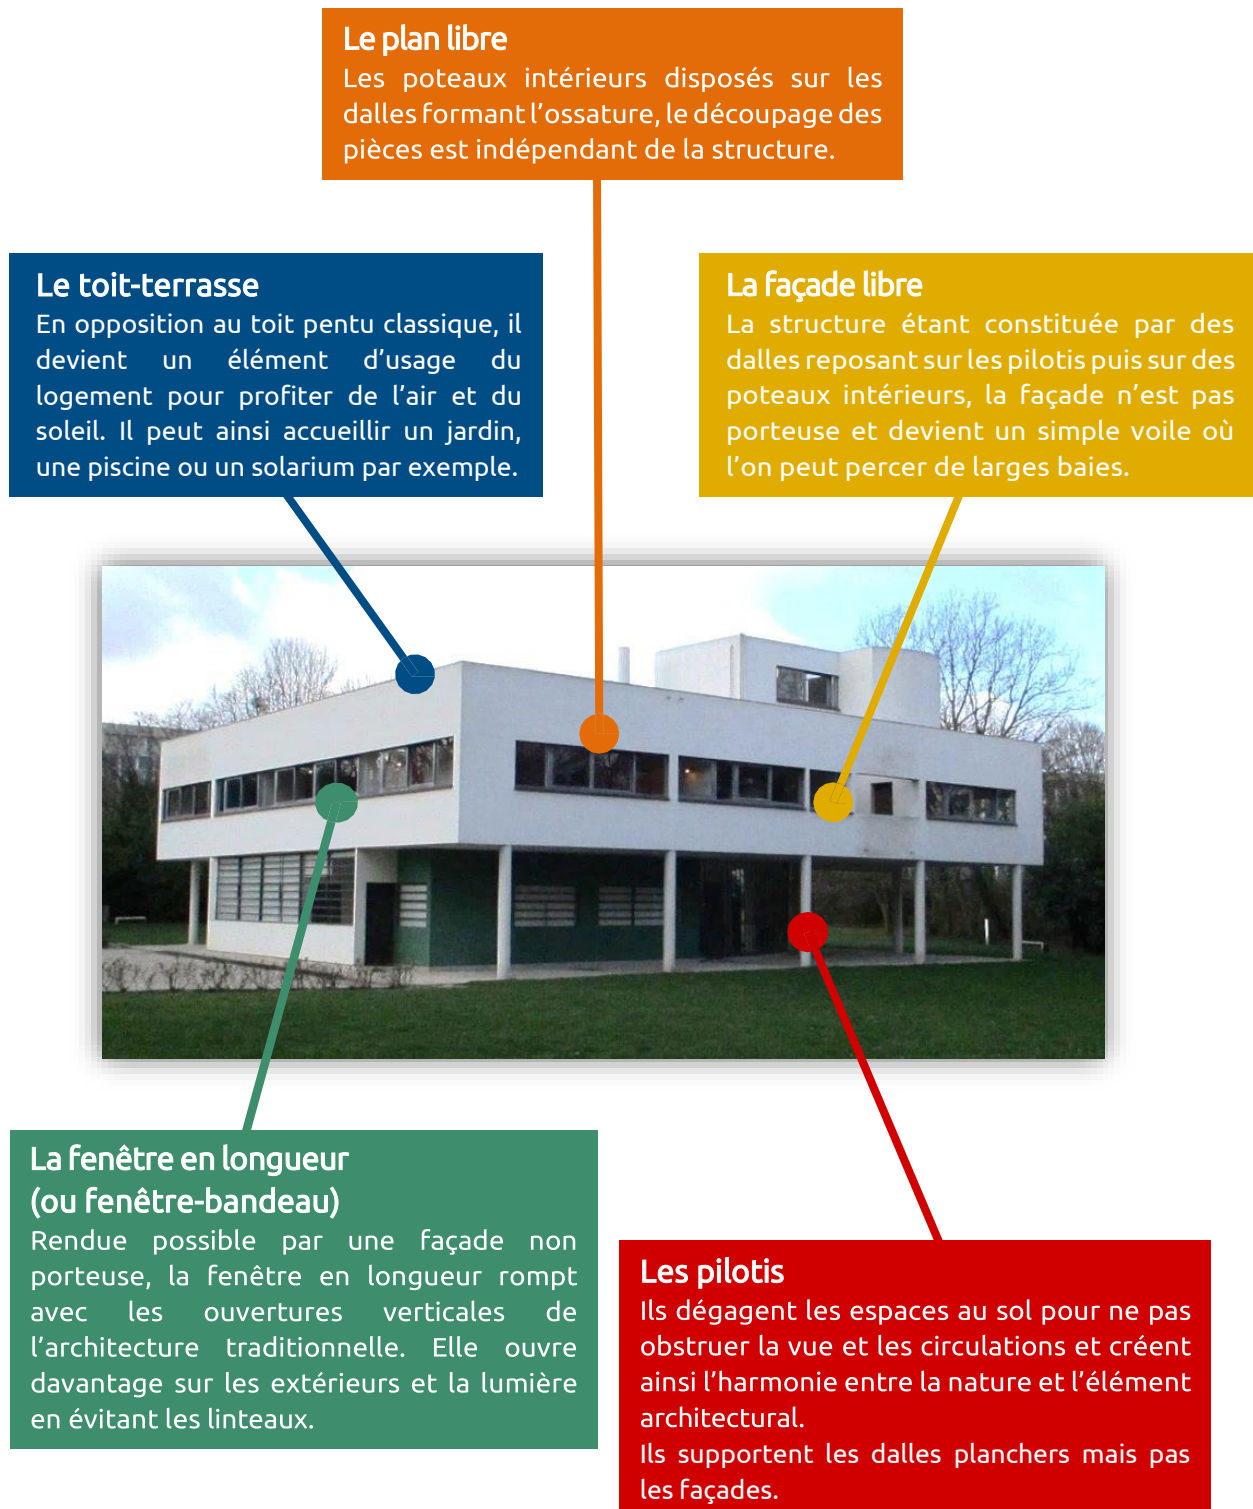 Le plan libre
Les poteaux intérieurs disposés sur les
dalles formant l’ossature, le découpage des
pièces est indépendant de la structure.
Le toit-terrasse
En opposition au toit pentu classique, il
devient un élément d’usage du
logement pour profiter de l’air et du
soleil. Il peut ainsi accueillir un jardin,
une piscine ou un solarium par exemple.
La façade libre
La structure étant constituée par des
dalles reposant sur les pilotis puis sur des
poteaux intérieurs, la façade n’est pas
porteuse et devient un simple voile où
l’on peut percer de larges baies.
La fenêtre en longueur
(ou fenêtre-bandeau)
Rendue possible par une façade non
porteuse, la fenêtre en longueur rompt
avec les ouvertures verticales de
l’architecture traditionnelle. Elle ouvre
davantage sur les extérieurs et la lumière
en évitant les linteaux.
Les pilotis
Ils dégagent les espaces au sol pour ne pas
obstruer la vue et les circulations et créent
ainsi l’harmonie entre la nature et l’élément
architectural.
Ils supportent les dalles planchers mais pas
les façades.